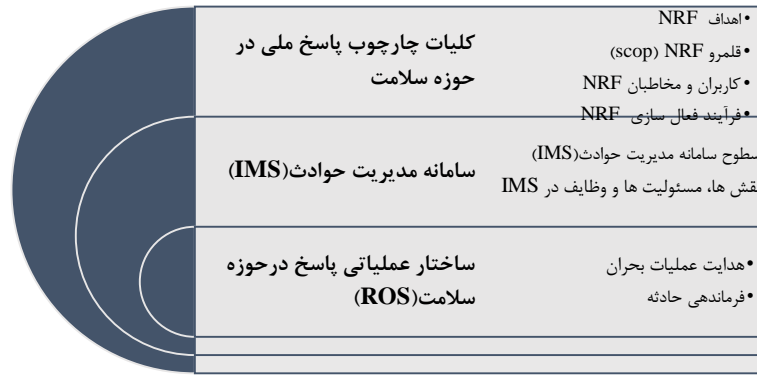 کلیات چارچوب پاسخ ملی در
حوزه سلامت
•اهداف NRF
•قلمرو NRF (scop)
•کاربران و مخاطبان NRF
•فرآیند فعال سازی NRF
سامانه مدیریت حوادث(IMS)
سطوح سامانه مدیریت حوادث(IMS)
نقش ها، مسئولیت ها و وظایف در IMS
ساختار عملیاتی پاسخ درحوزه
سلامت(ROS)
•هدایت عملیات بحران
•فرماندهی حادثه